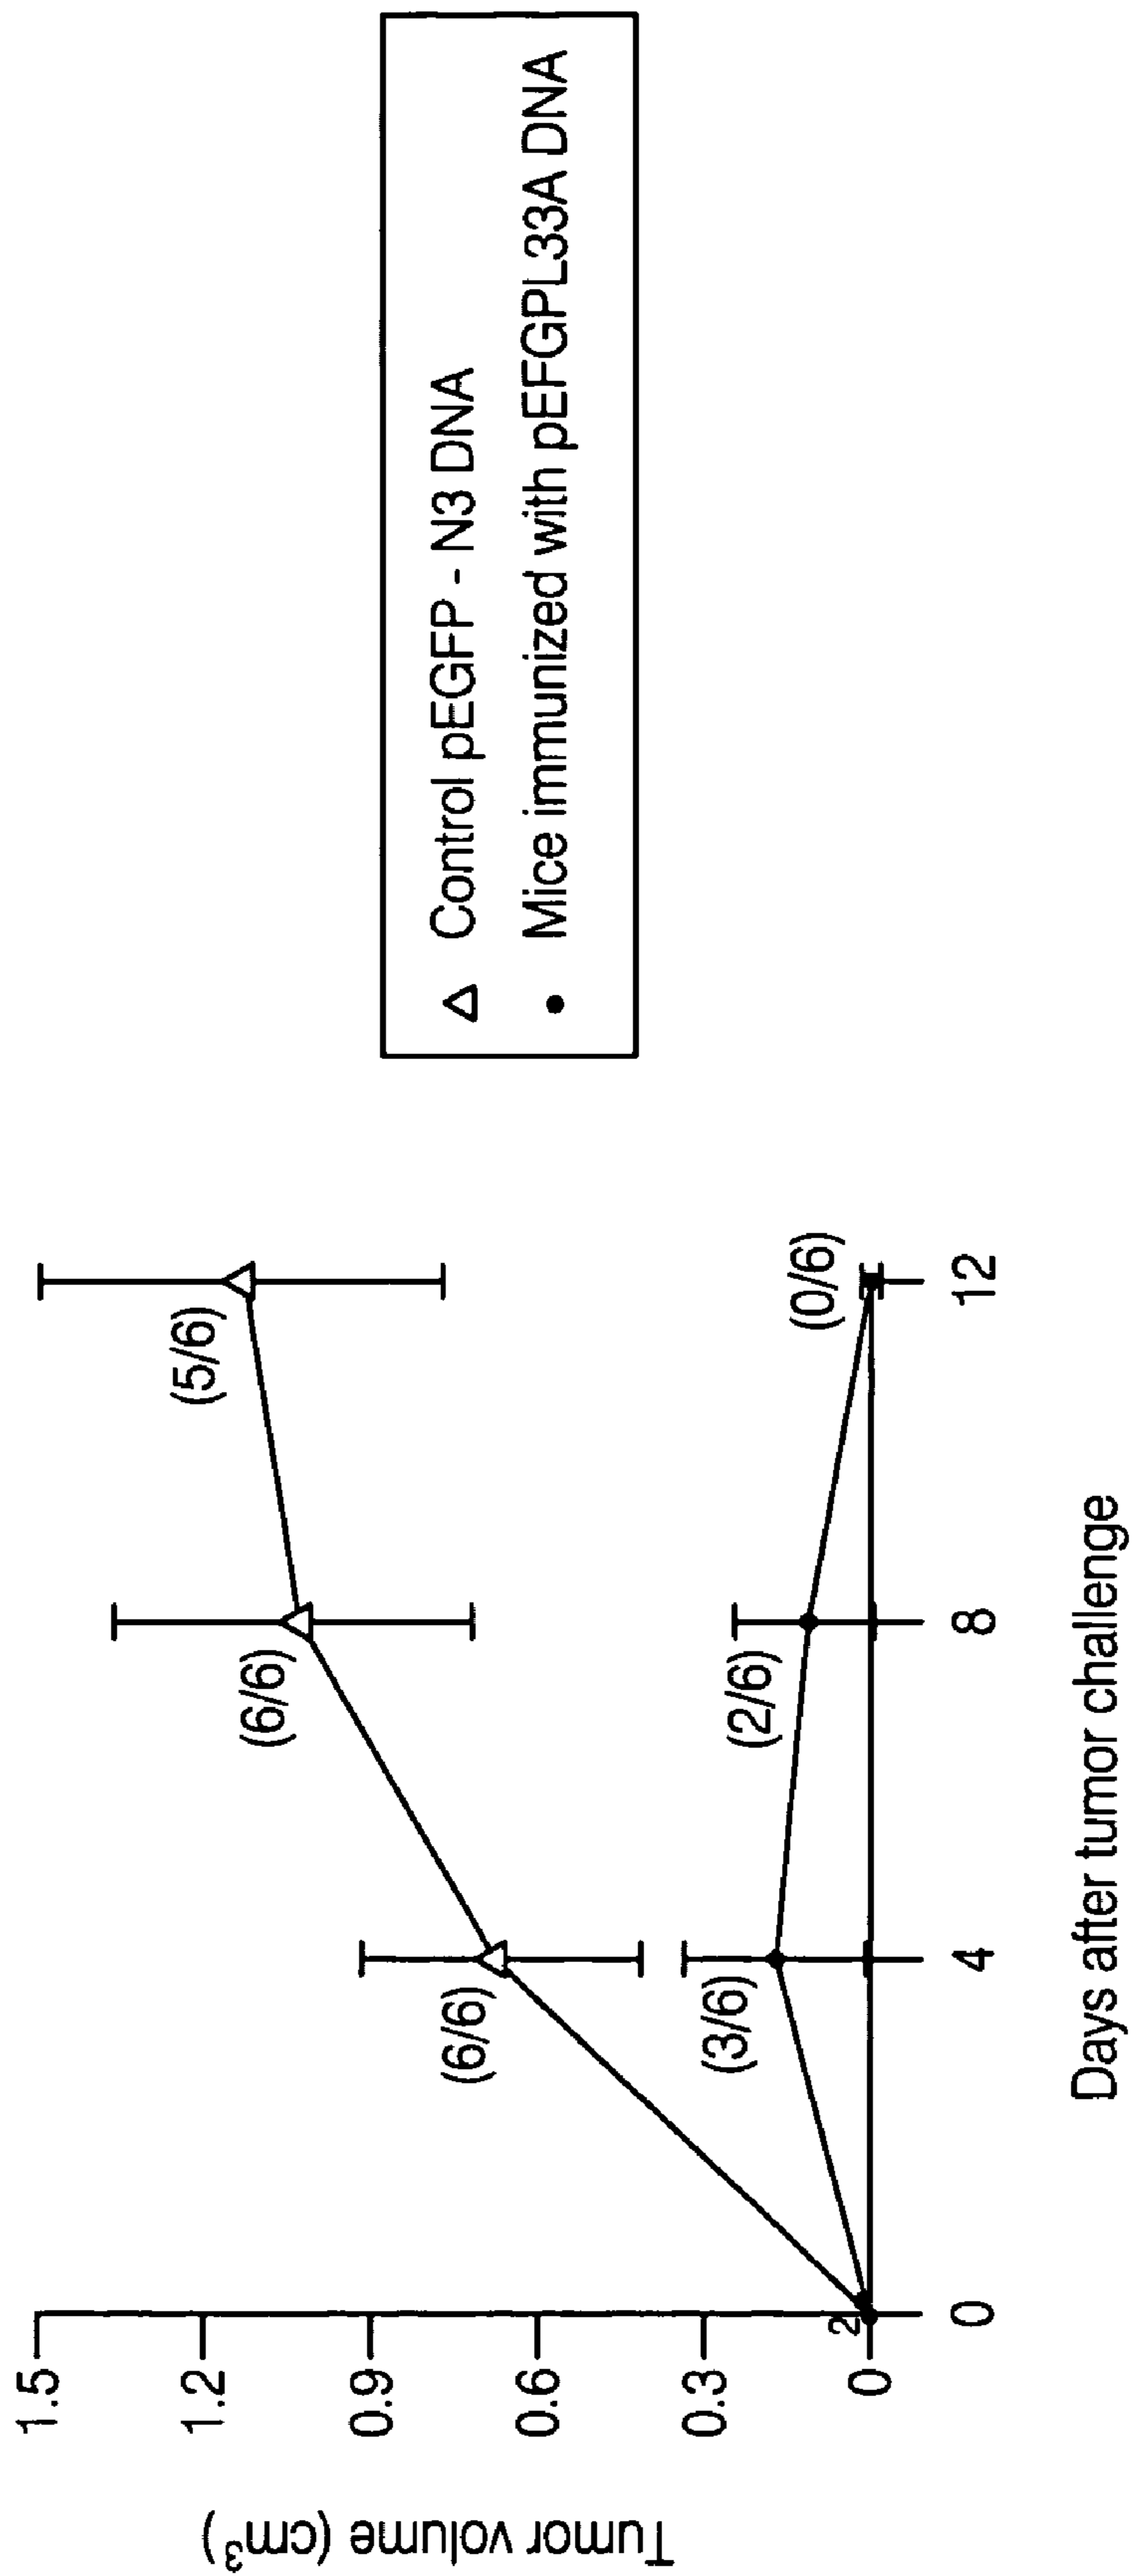 Tumor volume (cm³)
1.5
1.2
0.9
0.6
0.3
0
2
(6/6)
(6/6)
(5/6)
(3/6)
(2/6)
(0/6)
0 4 8 12
Days after tumor challenge
△ Control pEGFP - N3 DNA
• Mice immunized with pEFGPL33A DNA